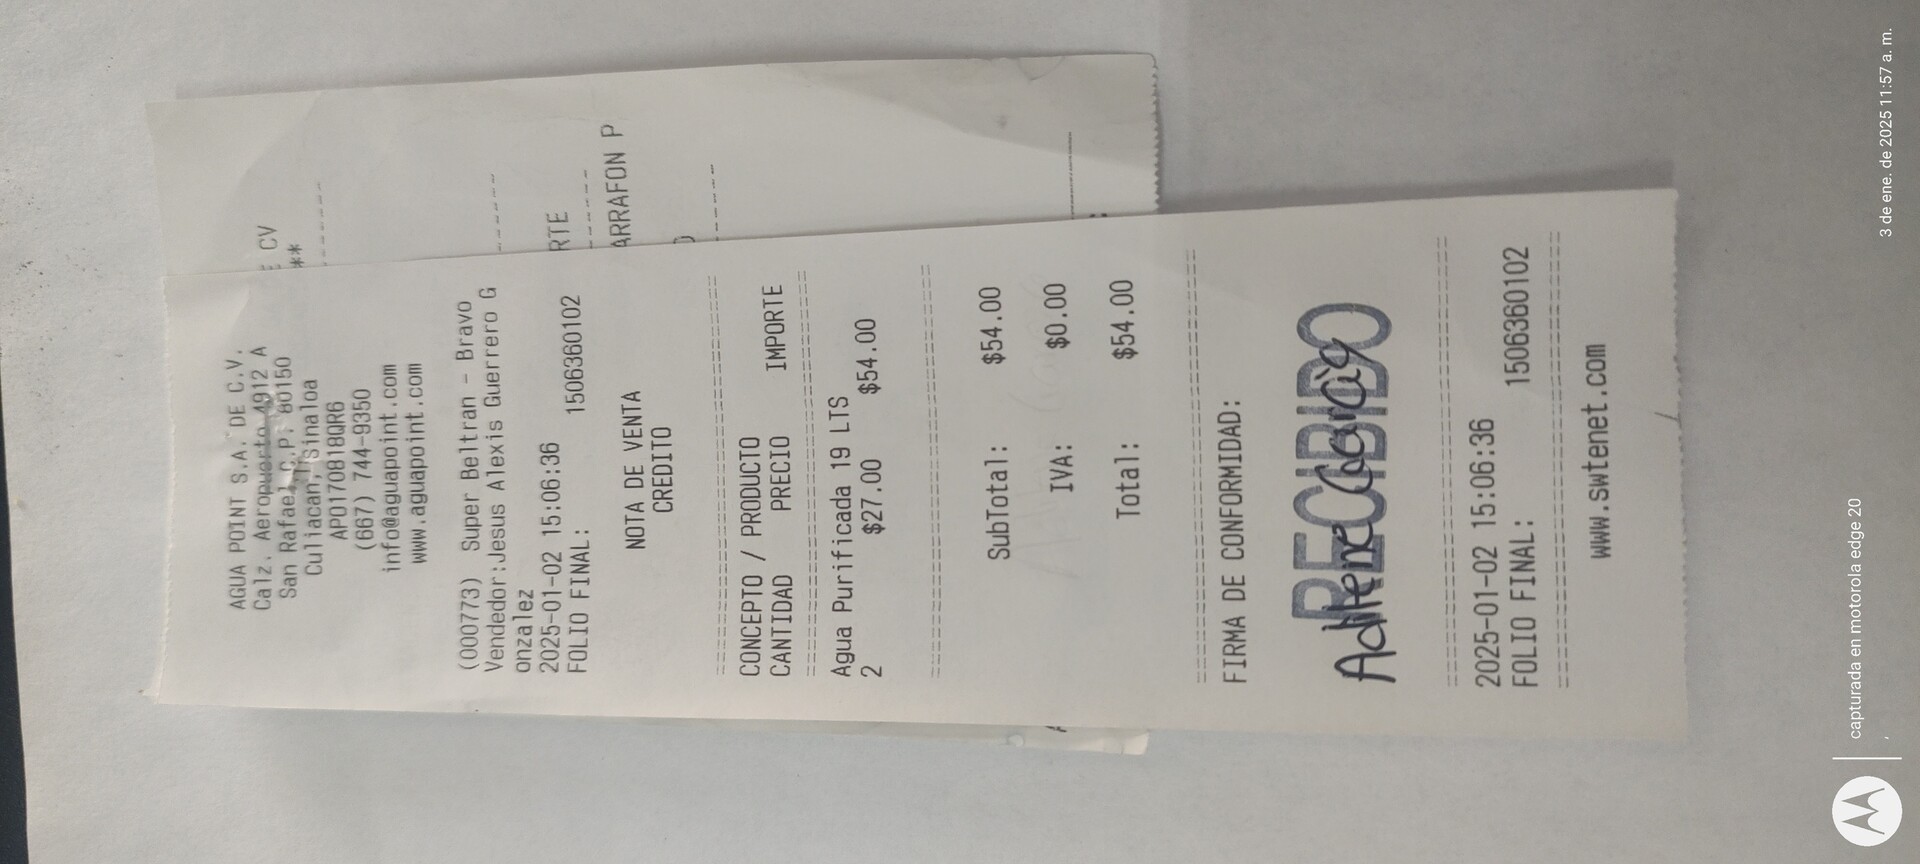 AGUA POINT S.A. DE C.V.
Calz. Aeropuerto 4912 A
San Rafael C.P. 80150
Culiacan, Sinaloa
APO170818QR6
(667) 744-9350
info@aguapoint.com
www.aguapoint.com
(000773) Super Beltran - Bravo
Vendedor:Jesus Alexis Guerrero G
onzalez
2025-01-02 15:06:36
FOLIO FINAL: 1506360102
NOTA DE VENTA
CREDITO
CONCEPTO / PRODUCTO
CANTIDAD PRECIO IMPORTE
Agua Purificada 19 LTS
2 $27.00 $54.00
SubTotal: $54.00
IVA: $0.00
Total: $54.00
FIRMA DE CONFORMIDAD:
RECIBIDO
2025-01-02 15:06:36
FOLIO FINAL: 1506360102
www.swtenet.com
CV
**
RTE
ARRAFON P
capturada en motorola edge 20
3 de ene. de 2025 11:57 a. m.